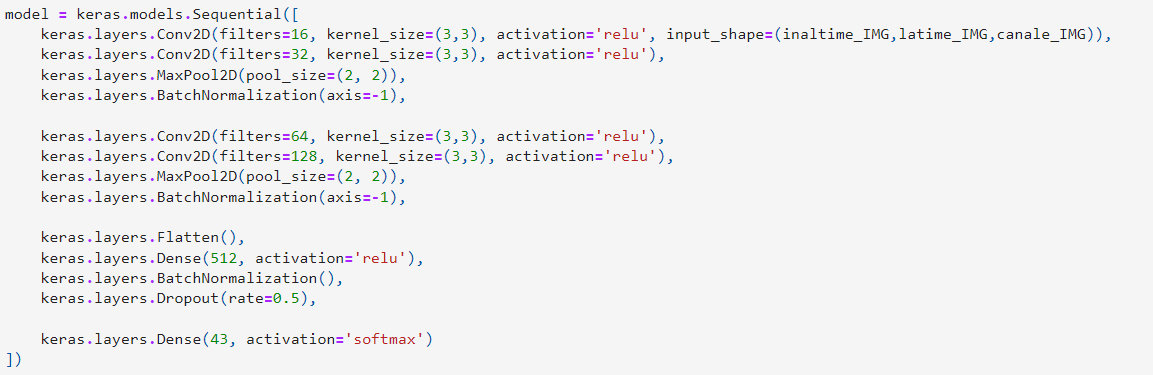 model = keras.models.Sequential([
    keras.layers.Conv2D(filters=16, kernel_size=(3,3), activation='relu', input_shape=(inaltime_IMG,latime_IMG,canale_IMG)),
    keras.layers.Conv2D(filters=32, kernel_size=(3,3), activation='relu'),
    keras.layers.MaxPool2D(pool_size=(2, 2)),
    keras.layers.BatchNormalization(axis=-1),

    keras.layers.Conv2D(filters=64, kernel_size=(3,3), activation='relu'),
    keras.layers.Conv2D(filters=128, kernel_size=(3,3), activation='relu'),
    keras.layers.MaxPool2D(pool_size=(2, 2)),
    keras.layers.BatchNormalization(axis=-1),

    keras.layers.Flatten(),
    keras.layers.Dense(512, activation='relu'),
    keras.layers.BatchNormalization(),
    keras.layers.Dropout(rate=0.5),

    keras.layers.Dense(43, activation='softmax')
])